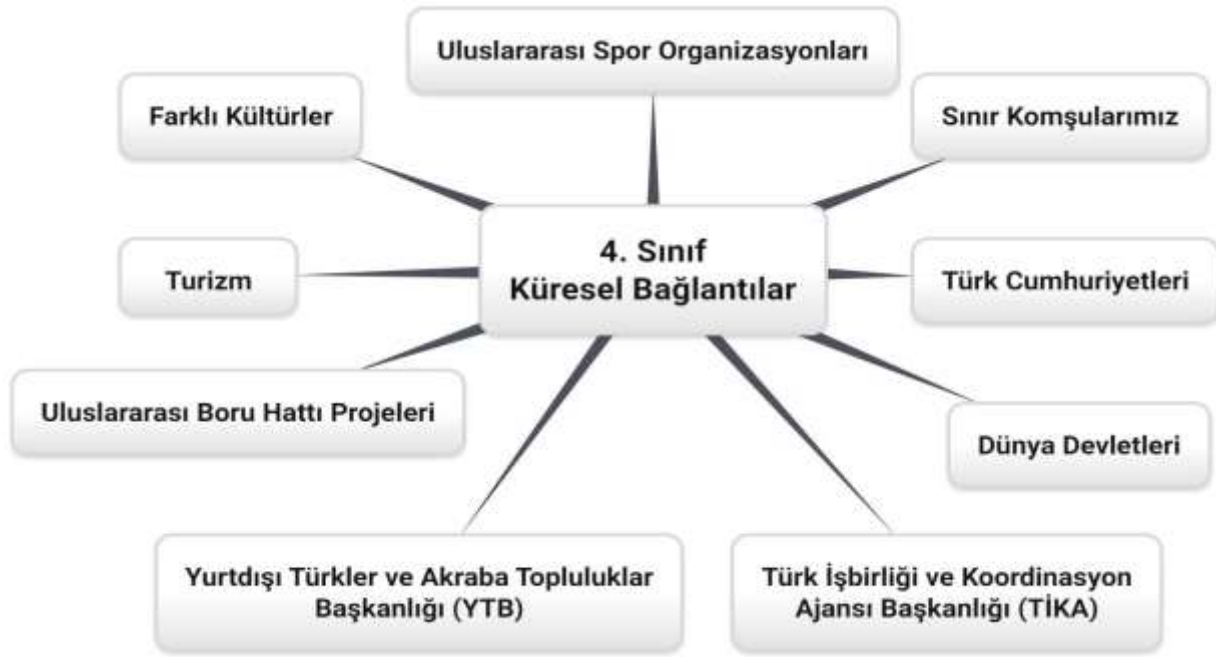 Uluslararası Spor Organizasyonları
Farklı Kültürler
Sınır Komşularımız
4. Sınıf
Küresel Bağlantılar
Turizm
Türk Cumhuriyetleri
Uluslararası Boru Hattı Projeleri
Dünya Devletleri
Yurtdışı Türkler ve Akraba Topluluklar
Başkanlığı (YTB)
Türk İşbirliği ve Koordinasyon
Ajansı Başkanlığı (TİKA)